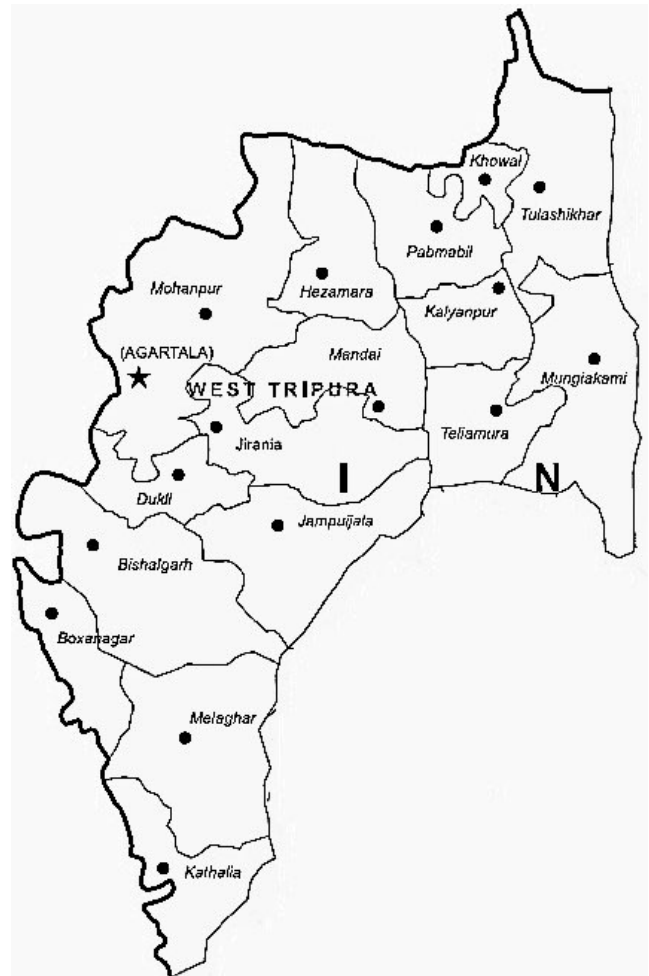 Khowai
Tulashikhar
Pabmabil
Mohanpur
Hezamara
Kalyanpur
(AGARTALA)
Mandai
WEST TRIPURA
Mungiakami
Teliamura
Jirania
I
N
Dukli
Jampuijala
Bishalgarh
Boxanagar
Melaghar
Kathalia